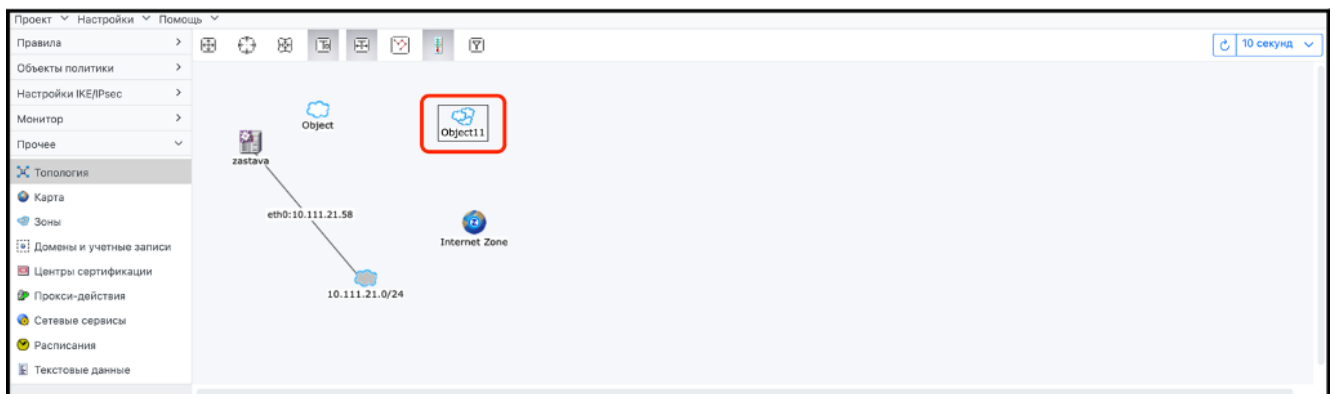 Проект Настройки Помощь
Правила
10 секунд
Объекты политики
Настройки IKE/IPsec
Монитор
Object
Object11
Прочее
zastava
Топология
Карта
eth0:10.111.21.58
Зоны
Internet Zone
Домены и учетные записи
Центры сертификации
Прокси-действия
10.111.21.0/24
Сетевые сервисы
Расписания
Текстовые данные